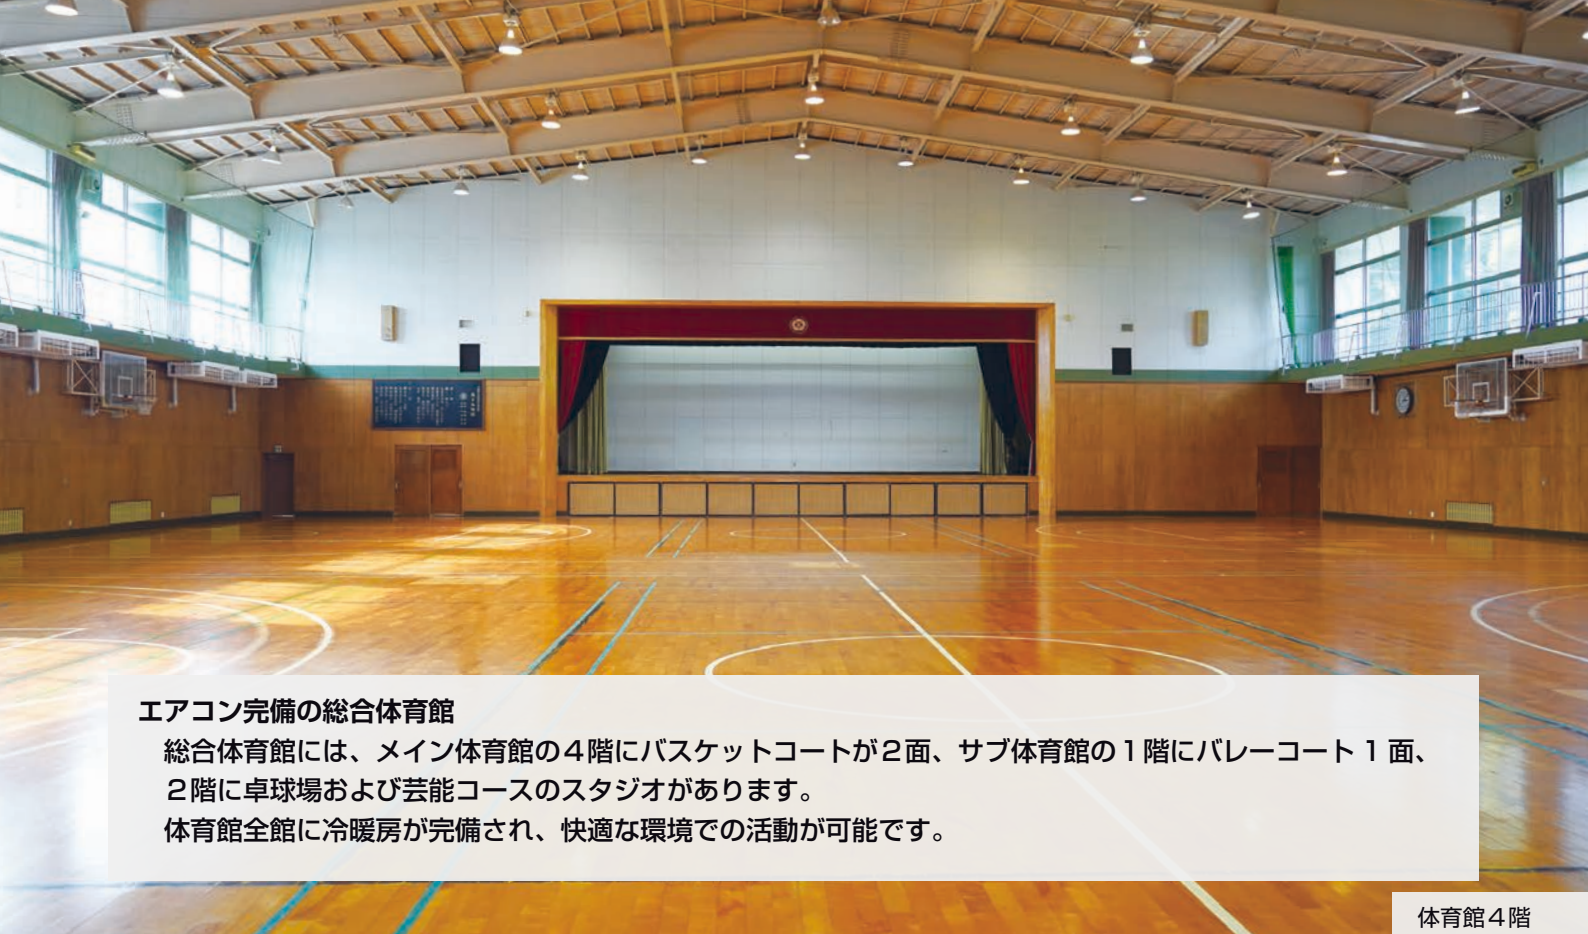 エアコン完備の総合体育館
総合体育館には、メイン体育館の４階にバスケットコートが２面、サブ体育館の１階にバレーコート１面、
２階に卓球場および芸能コースのスタジオがあります。
体育館全館に冷暖房が完備され、快適な環境での活動が可能です。
体育館４階